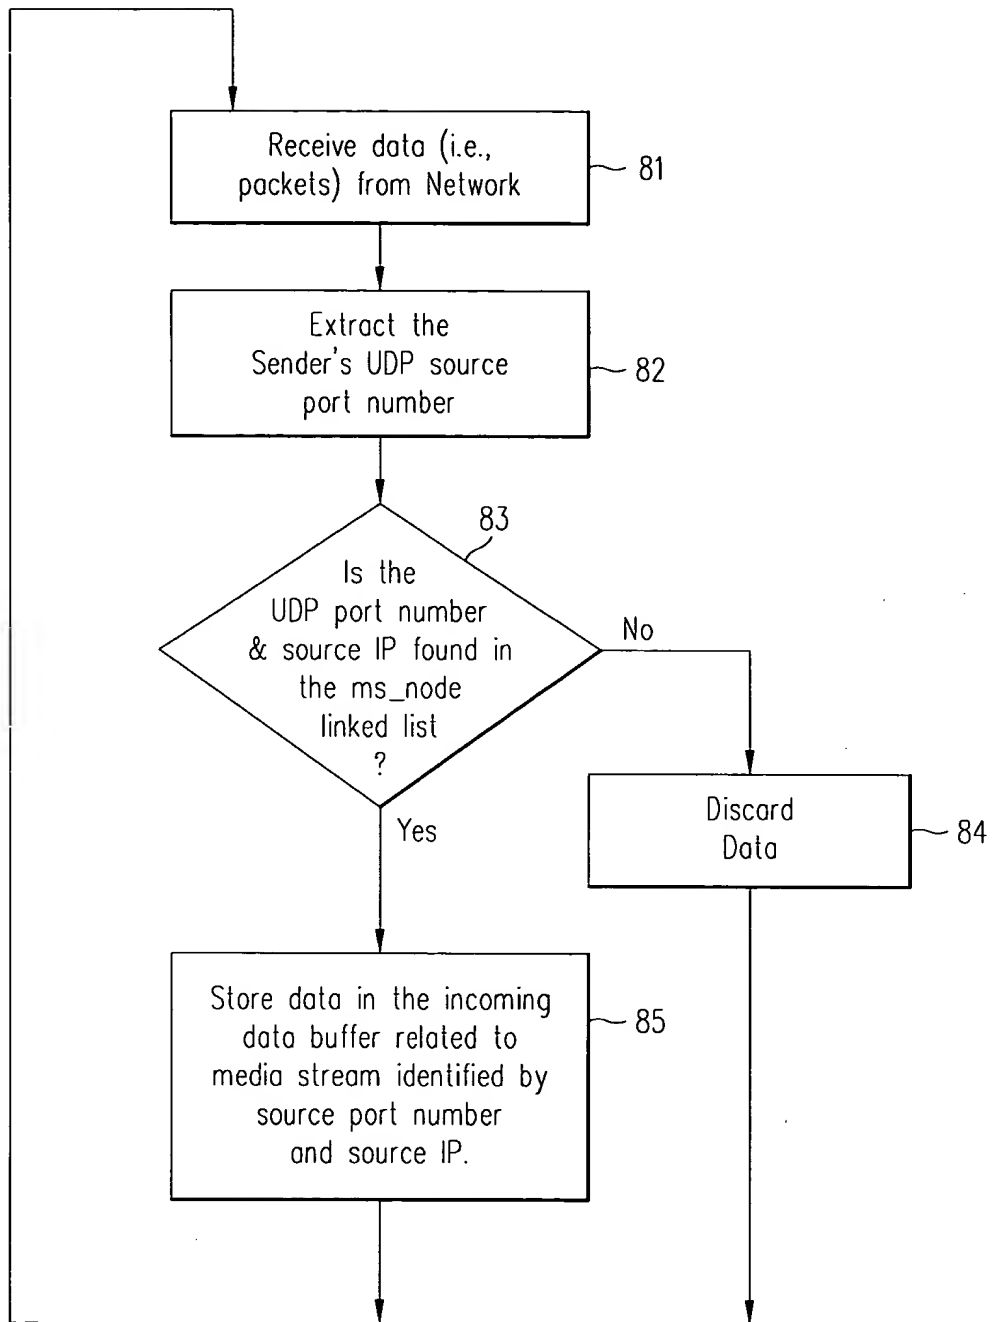 Receive data (i.e.,
packets) from Network
81
Extract the
Sender's UDP source
port number
82
83
Is the
UDP port number
& source IP found in
the ms_node
linked list
?
No
Yes
Discard
Data
84
Store data in the incoming
data buffer related to
media stream identified by
source port number
and source IP.
85